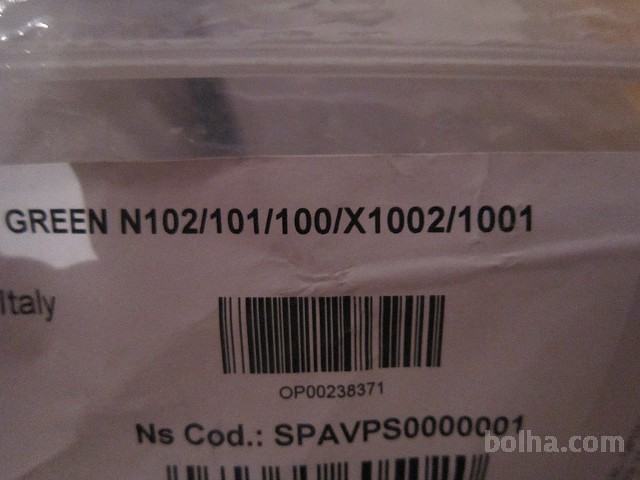 GREEN N102/101/100/X1002/1001
Italy
OP00238371
Ns Cod.: SPAVPS0000001
bolha.com